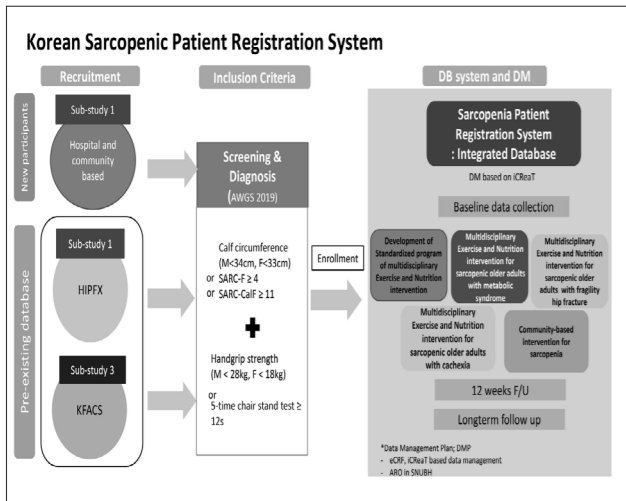 Korean Sarcopenic Patient Registration System
Recruitment
Inclusion Criteria
DB system and DM
New participants
Sub-study 1
Hospital and
community
based
Pre-existing database
Sub-study 1
HIPFX
Sub-study 3
KFACS
Screening &
Diagnosis
(AWGS 2019)
Calf circumference
(M<34cm, F<33cm)
or SARC-F ≥ 4
or SARC-CalF ≥ 11
+
Handgrip strength
(M < 28kg, F < 18kg)
or
5-time chair stand test ≥
12s
Enrollment
Sarcopenia Patient
Registration System
: Integrated Database
DM based on iCReaT
Baseline data collection
Development of
Standardized program
of multidisciplinary
Exercise and Nutrition
intervention
Multidisciplinary
Exercise and Nutrition
intervention for
sarcopenic older adults
with metabolic
syndrome
Multidisciplinary
Exercise and Nutrition
intervention for
sarcopenic older
adults with fragility
hip fracture
Multidisciplinary
Exercise and Nutrition
intervention for
sarcopenic older adults
with cachexia
Community-based
intervention for
sarcopenia
12 weeks F/U
Longterm follow up
*Data Management Plan; DMP
- eCRF, iCReaT based data management
- ARO in SNUBH